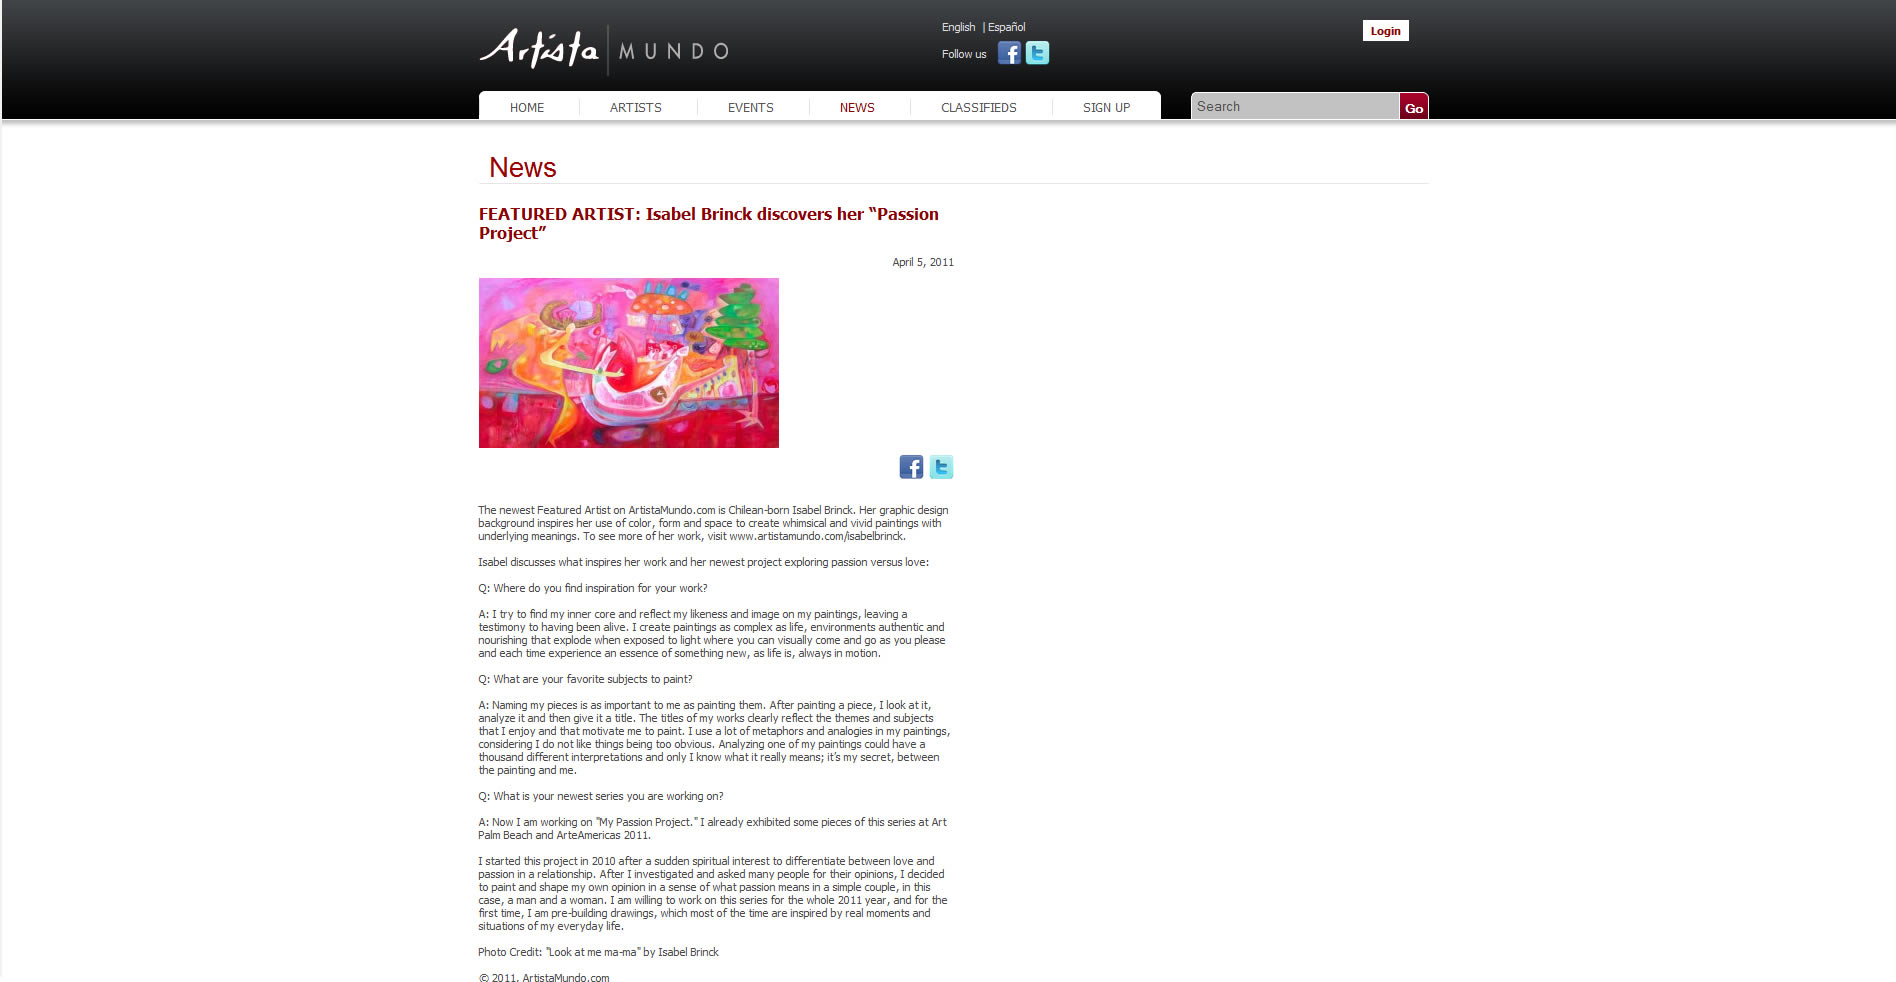 Artista MUNDO
English | Español
Login
Follow us
HOME
ARTISTS
EVENTS
NEWS
CLASSIFIEDS
SIGN UP
Search
Go
News
FEATURED ARTIST: Isabel Brinck discovers her “Passion
Project”
April 5, 2011
The newest Featured Artist on ArtistaMundo.com is Chilean-born Isabel Brinck. Her graphic design
background inspires her use of color, form and space to create whimsical and vivid paintings with
underlying meanings. To see more of her work, visit www.artistamundo.com/isabelbrinck.
Isabel discusses what inspires her work and her newest project exploring passion versus love:
Q: Where do you find inspiration for your work?
A: I try to find my inner core and reflect my likeness and image on my paintings, leaving a
testimony to having been alive. I create paintings as complex as life, environments authentic and
nourishing that explode when exposed to light where you can visually come and go as you please
and each time experience an essence of something new, as life is, always in motion.
Q: What are your favorite subjects to paint?
A: Naming my pieces is as important to me as painting them. After painting a piece, I look at it,
analyze it and then give it a title. The titles of my works clearly reflect the themes and subjects
that I enjoy and that motivate me to paint. I use a lot of metaphors and analogies in my paintings,
considering I do not like things being too obvious. Analyzing one of my paintings could have a
thousand different interpretations and only I know what it really means; it’s my secret, between
the painting and me.
Q: What is your newest series you are working on?
A: Now I am working on "My Passion Project." I already exhibited some pieces of this series at Art
Palm Beach and ArteAmericas 2011.
I started this project in 2010 after a sudden spiritual interest to differentiate between love and
passion in a relationship. After I investigated and asked many people for their opinions, I decided
to paint and shape my own opinion in a sense of what passion means in a simple couple, in this
case, a man and a woman. I am willing to work on this series for the whole 2011 year, and for the
first time, I am pre-building drawings, which most of the time are inspired by real moments and
situations of my everyday life.
Photo Credit: "Look at me ma-ma" by Isabel Brinck
© 2011. ArtistaMundo.com